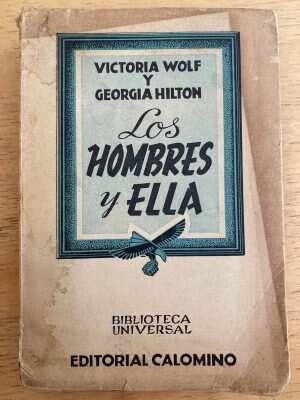 VICTORIA WOLF
Y
GEORGIA HILTON
LOS
HOMBRES
y ELLA
BIBLIOTECA
UNIVERSAL
EDITORIAL CALOMINO